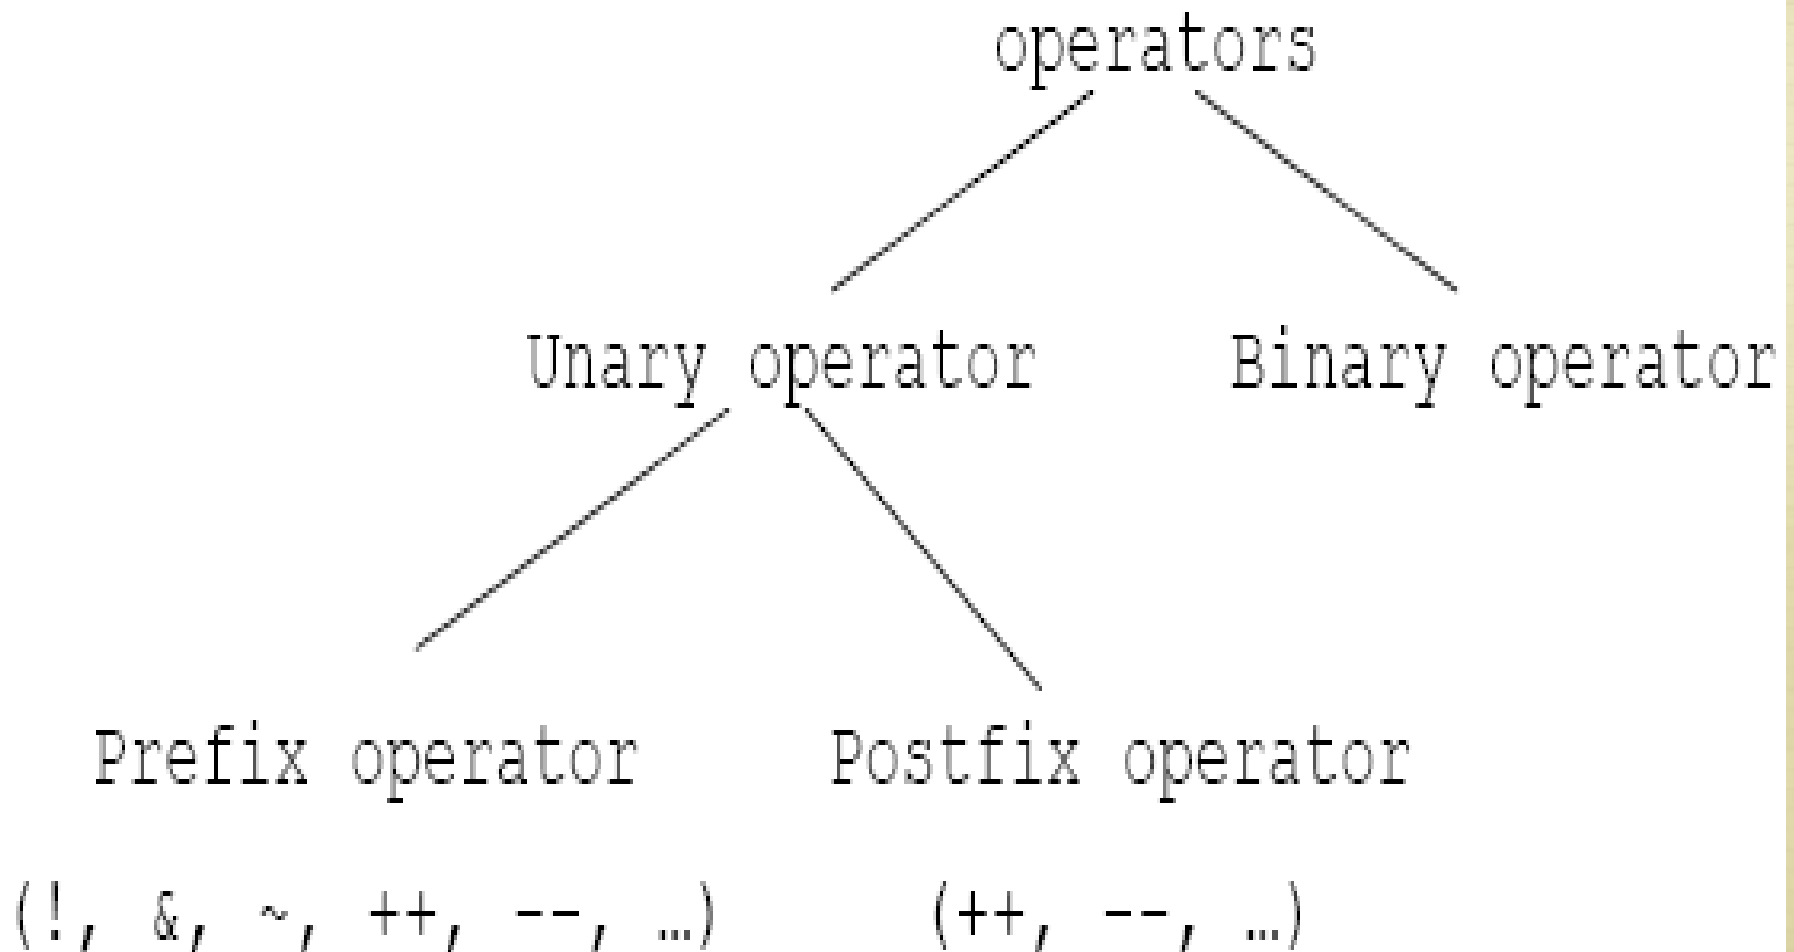 operators
Unary operator Binary operator
Prefix operator Postfix operator
(!, &, ~, ++, --, …) (++, --, …)